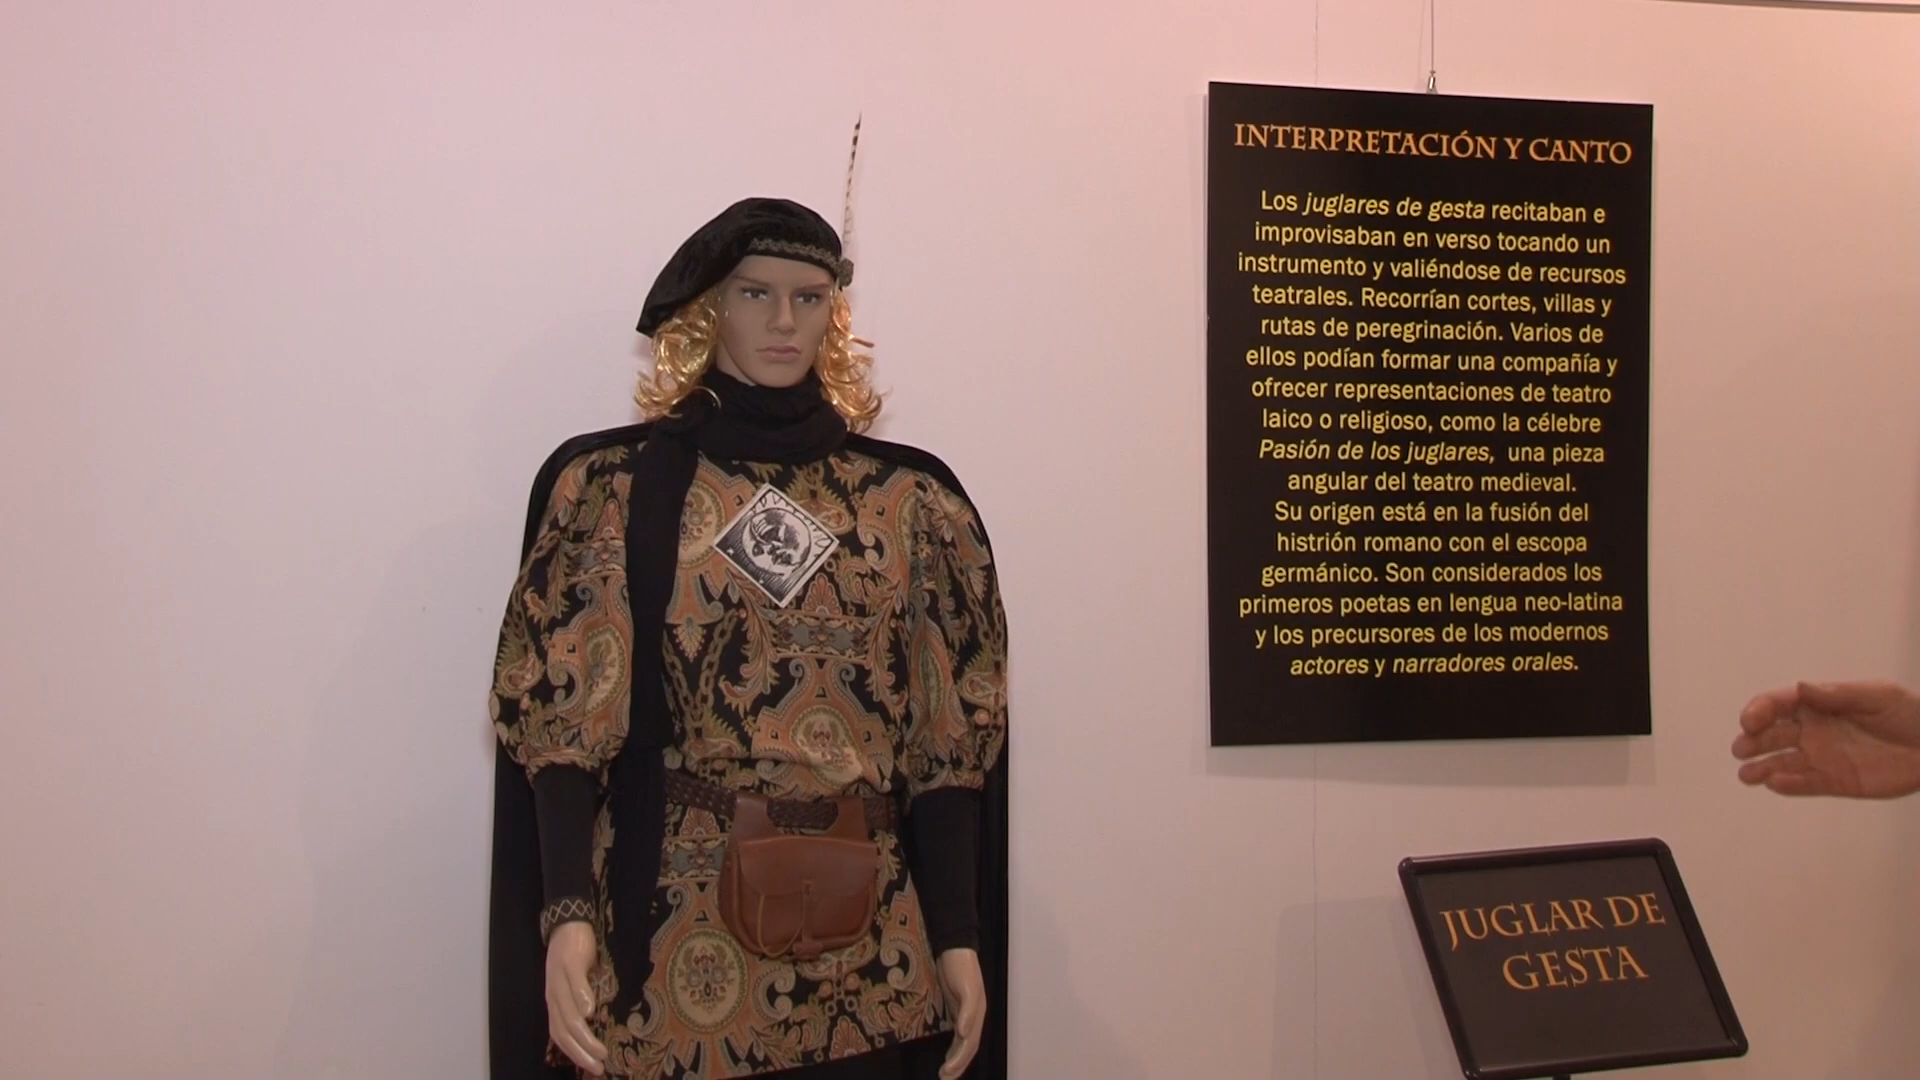 INTERPRETACIÓN Y CANTO
Los juglares de gesta recitaban e
improvisaban en verso tocando un
instrumento y valiéndose de recursos
teatrales. Recorrían cortes, villas y
rutas de peregrinación. Varios de
ellos podían formar una compañía y
ofrecer representaciones de teatro
laico o religioso, como la célebre
Pasión de los juglares, una pieza
angular del teatro medieval.
Su origen está en la fusión del
histrión romano con el escopa
germánico. Son considerados los
primeros poetas en lengua neo-latina
y los precursores de los modernos
actores y narradores orales.
JUGLAR DE
GESTA